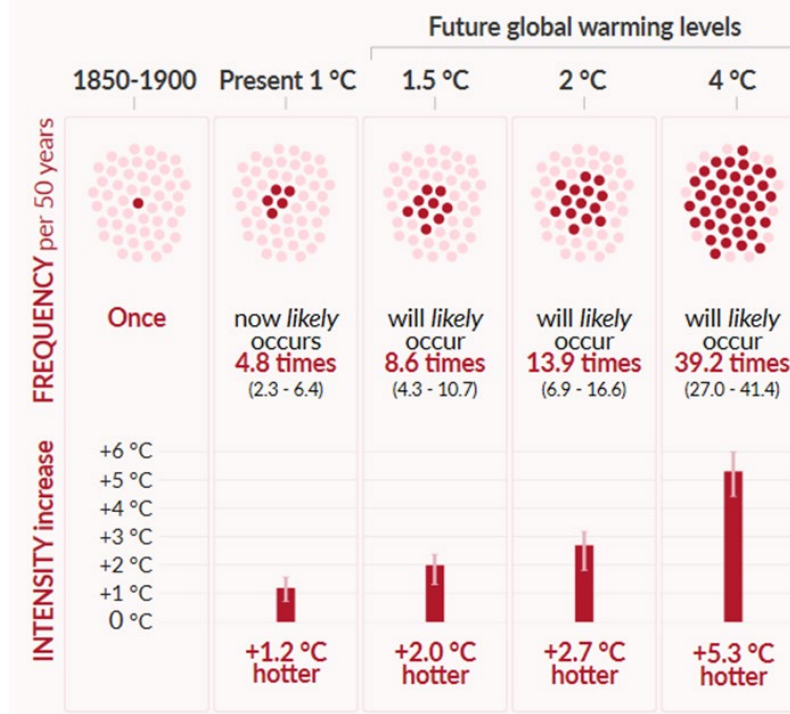 Future global warming levels
1850-1900
Present 1 °C
1.5 °C
2 °C
4 °C
FREQUENCY per 50 years
Once
now likely
occurs
4.8 times
(2.3 - 6.4)
will likely
occur
8.6 times
(4.3 - 10.7)
will likely
occur
13.9 times
(6.9 - 16.6)
will likely
occur
39.2 times
(27.0 - 41.4)
INTENSITY increase
+6 °C
+5 °C
+4 °C
+3 °C
+2 °C
+1 °C
0 °C
+1.2 °C
hotter
+2.0 °C
hotter
+2.7 °C
hotter
+5.3 °C
hotter